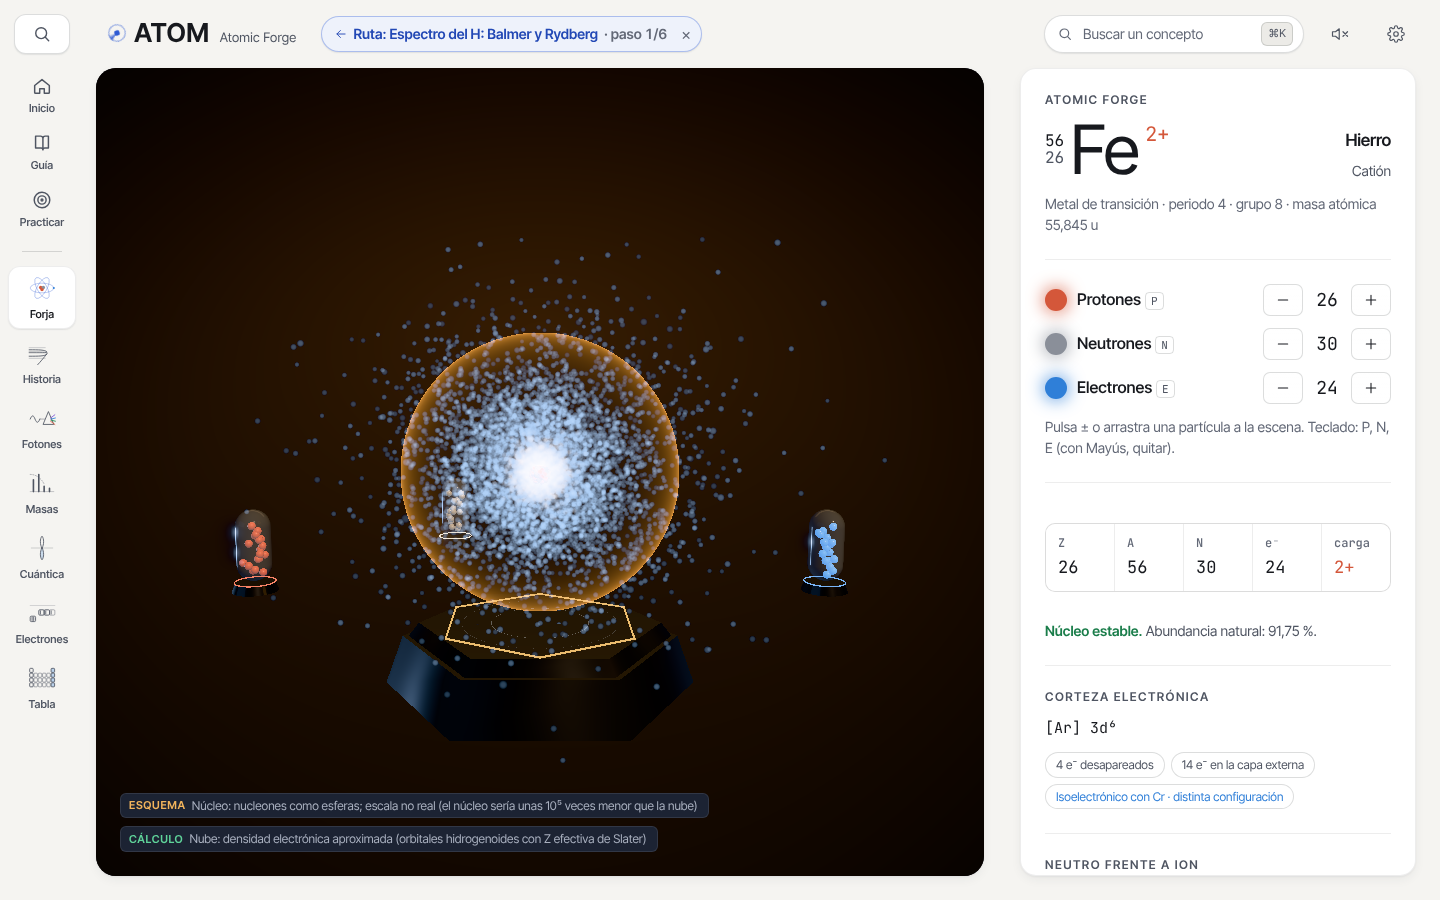 ATOM Atomic Forge
← Ruta: Espectro del H: Balmer y Rydberg · paso 1/6 ×
Buscar un concepto ⌘K
Inicio
Guía
Practicar
Forja
Historia
Fotones
Masas
Cuántica
Electrones
Tabla
ESQUEMA Núcleo: nucleones como esferas; escala no real (el núcleo sería unas 10⁵ veces menor que la nube)
CÁLCULO Nube: densidad electrónica aproximada (orbitales hidrogenoides con Z efectiva de Slater)
ATOMIC FORGE
56
26
Fe 2+
Hierro
Catión
Metal de transición · periodo 4 · grupo 8 · masa atómica
55,845 u
Protones P − 26 +
Neutrones N − 30 +
Electrones E − 24 +
Pulsa ± o arrastra una partícula a la escena. Teclado: P, N,
E (con Mayús, quitar).
Z A N e⁻ carga
26 56 30 24 2+
Núcleo estable. Abundancia natural: 91,75 %.
CORTEZA ELECTRÓNICA
[Ar] 3d⁶
4 e⁻ desapareados
14 e⁻ en la capa externa
Isoelectrónico con Cr · distinta configuración
NEUTRO FRENTE A ION